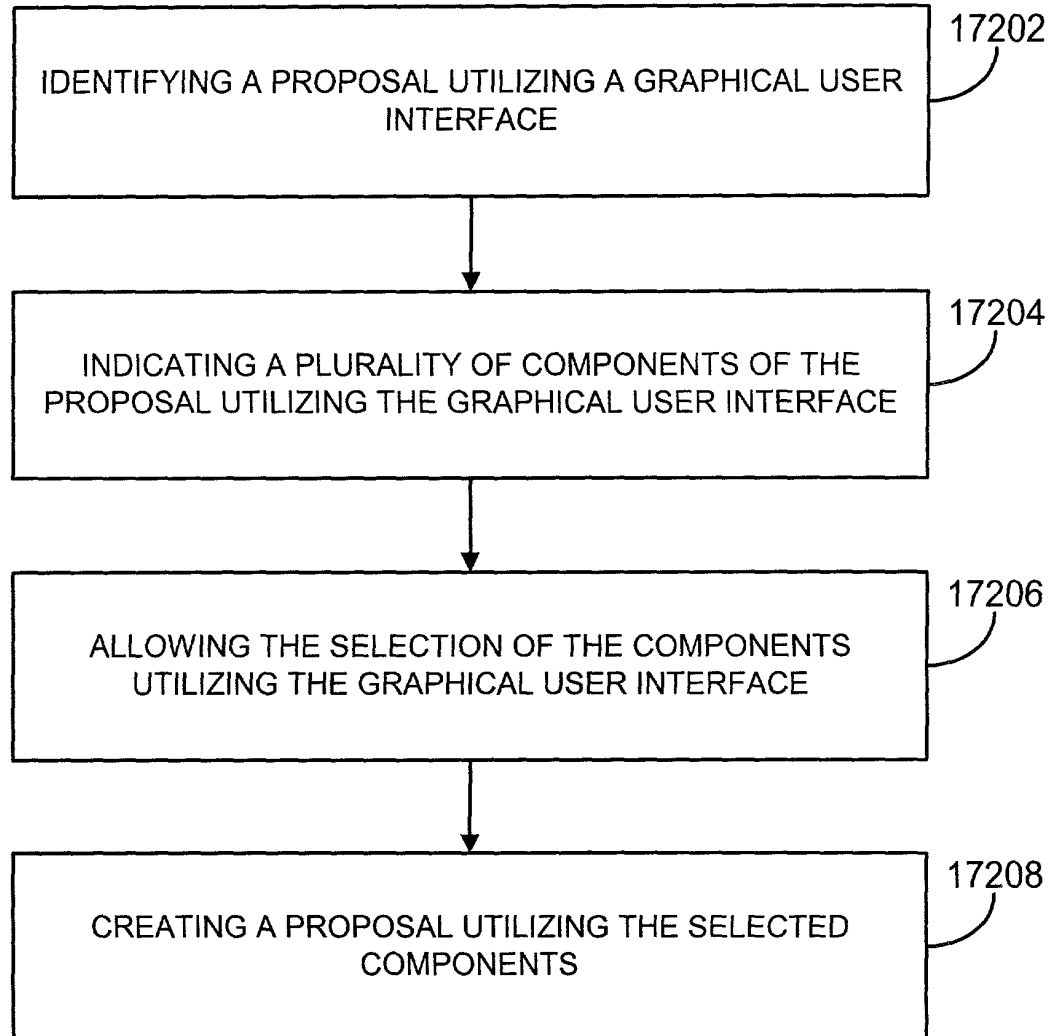 17202
IDENTIFYING A PROPOSAL UTILIZING A GRAPHICAL USER
INTERFACE
17204
INDICATING A PLURALITY OF COMPONENTS OF THE
PROPOSAL UTILIZING THE GRAPHICAL USER INTERFACE
17206
ALLOWING THE SELECTION OF THE COMPONENTS
UTILIZING THE GRAPHICAL USER INTERFACE
17208
CREATING A PROPOSAL UTILIZING THE SELECTED
COMPONENTS